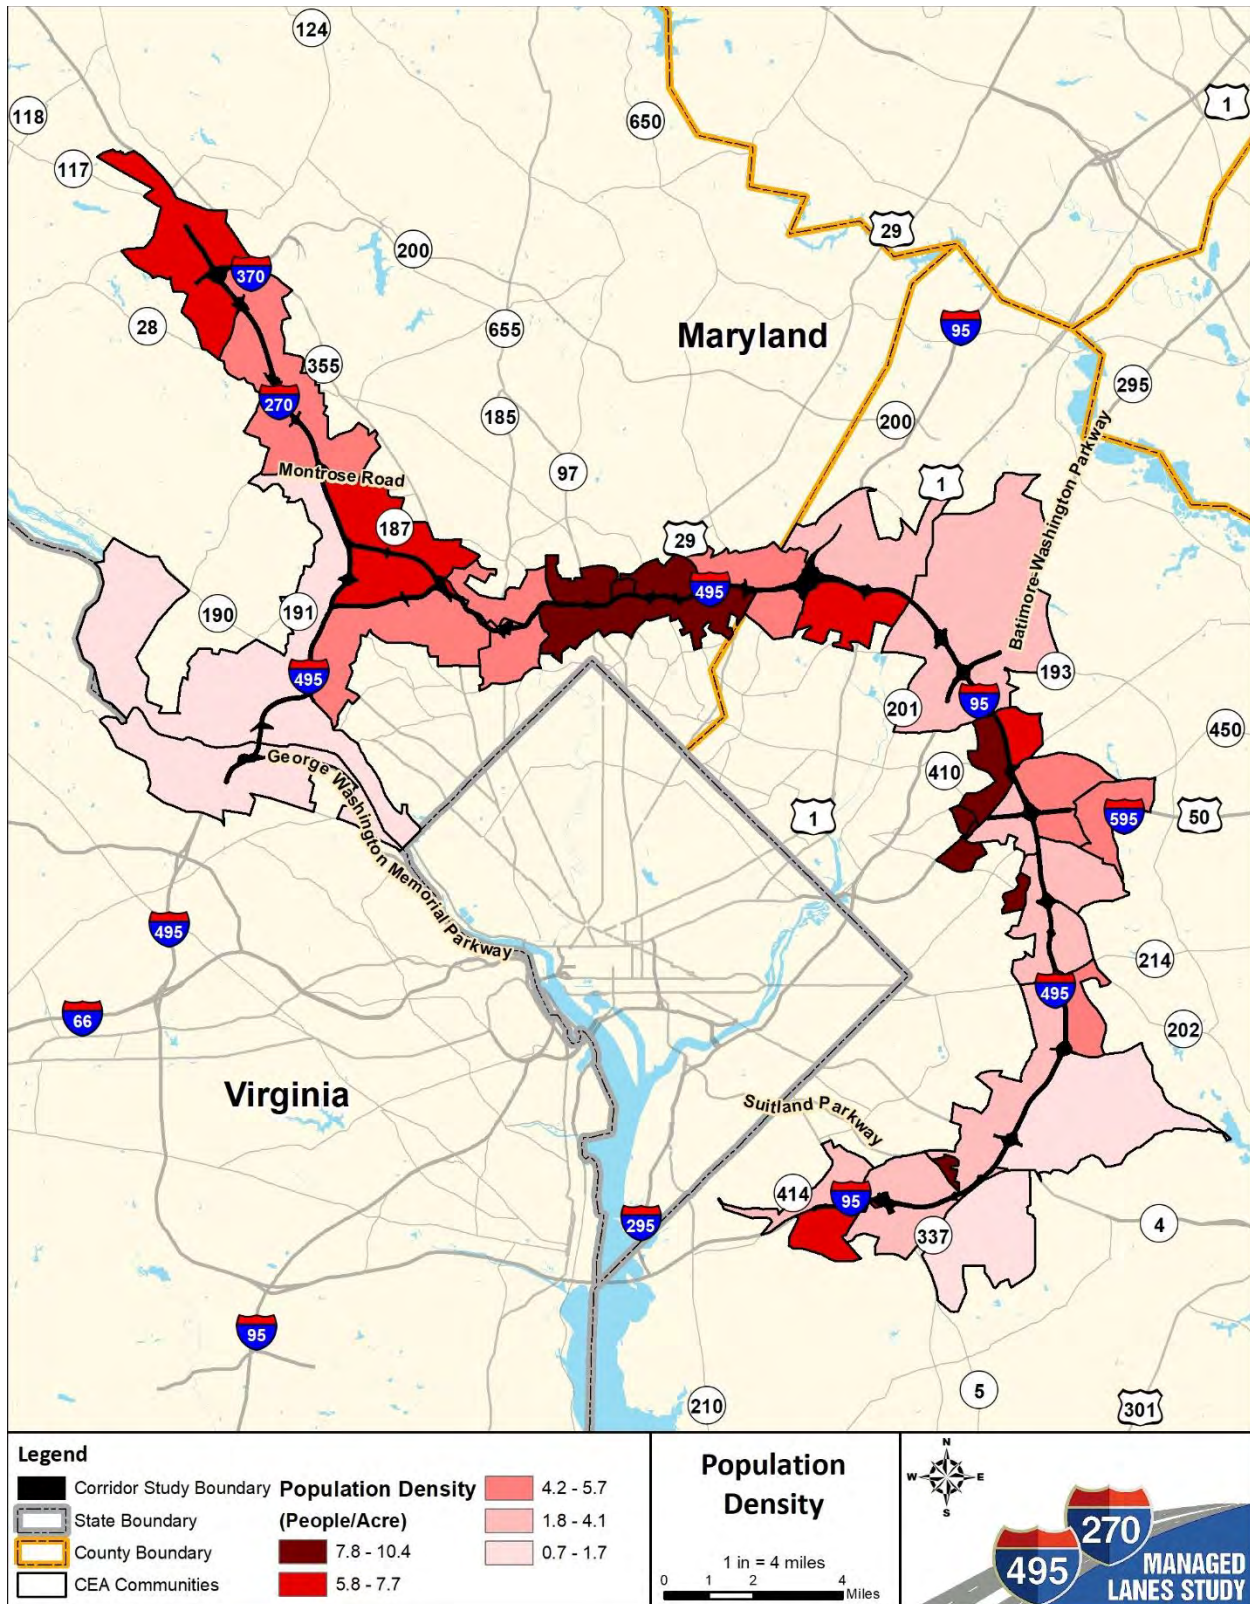 124
118
650
1
117
29
200
370
28
655
Maryland
95
355
295
270
185
200
Batimore-Washington Parkway
97
Montrose Road
1
187
29
495
190
191
495
193
201
95
450
410
George Washington Memorial Parkway
1
595
50
495
214
495
66
202
Virginia
Suitland Parkway
414
95
295
337
4
95
5
210
301
Legend
Corridor Study Boundary
State Boundary
County Boundary
CEA Communities
Population Density
(People/Acre)
7.8 - 10.4
5.8 - 7.7
4.2 - 5.7
1.8 - 4.1
0.7 - 1.7
Population
Density
1 in = 4 miles
0 1 2 4
Miles
N
W E
S
495
270
MANAGED
LANES STUDY